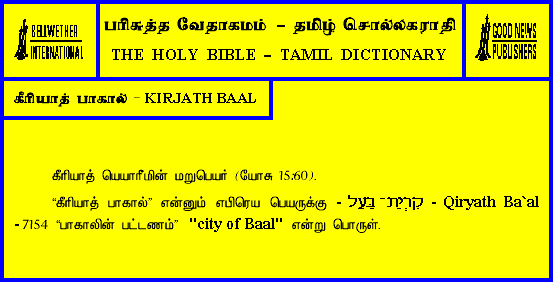 BELLWETHER
INTERNATIONAL
பரிசுத்த வேதாகமம் – தமிழ் சொல்லகராதி
THE HOLY BIBLE – TAMIL DICTIONARY
GOOD NEWS
PUBLISHERS
கீரியாத் பாகால் - KIRJATH BAAL
கீரியாத் யெயாரீமின் மறுபெயர் (யோசு 15:60).
“கீரியாத் பாகால்” என்னும் எபிரெய பெயருக்கு - קִרְיַת־בַּעַל - Qiryath Ba`al
- 7154 “பாகாலின் பட்டணம்” "city of Baal" என்று பொருள்.